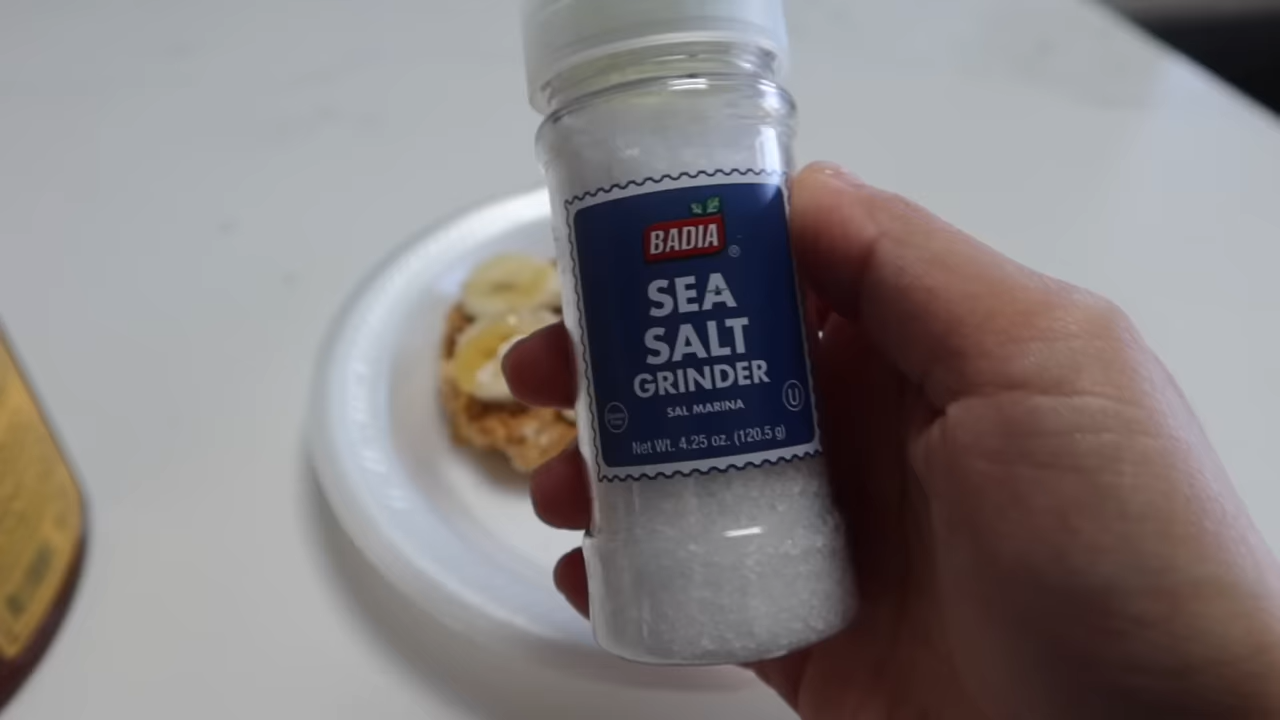 BADIA
®
SEA
SALT
GRINDER
SAL MARINA
U
Net Wt. 4.25 oz. (120.5 g)